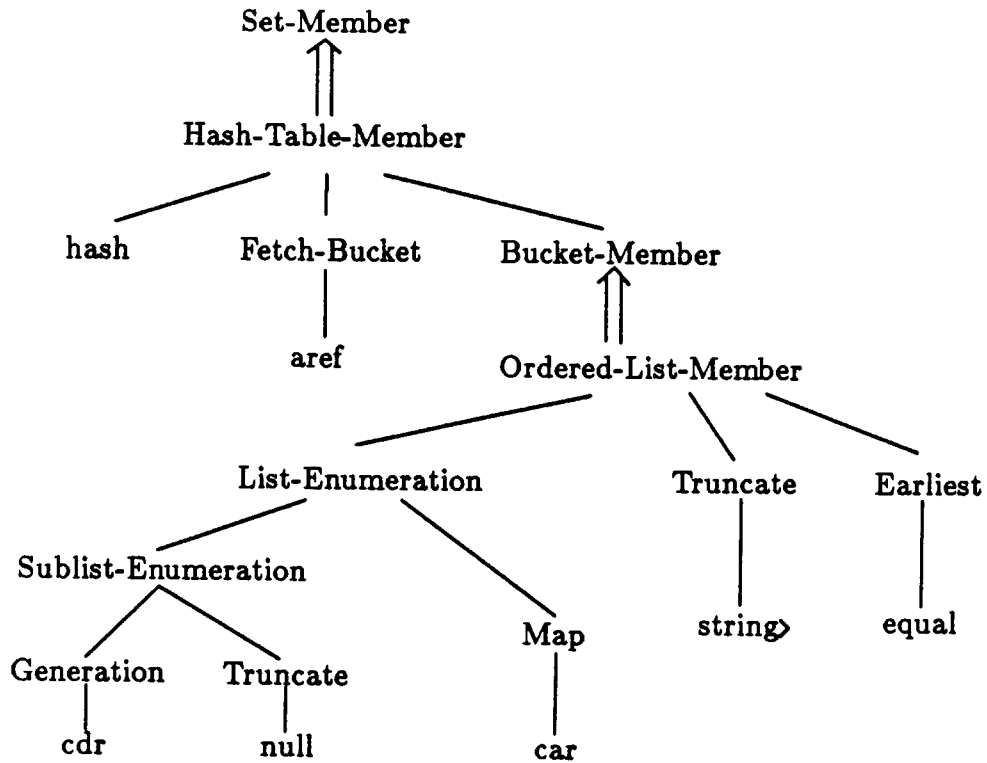 Set-Member
Hash-Table-Member
hash Fetch-Bucket Bucket-Member
aref
Ordered-List-Member
List-Enumeration Truncate Earliest
Sublist-Enumeration
Map string> equal
Generation Truncate
cdr null car